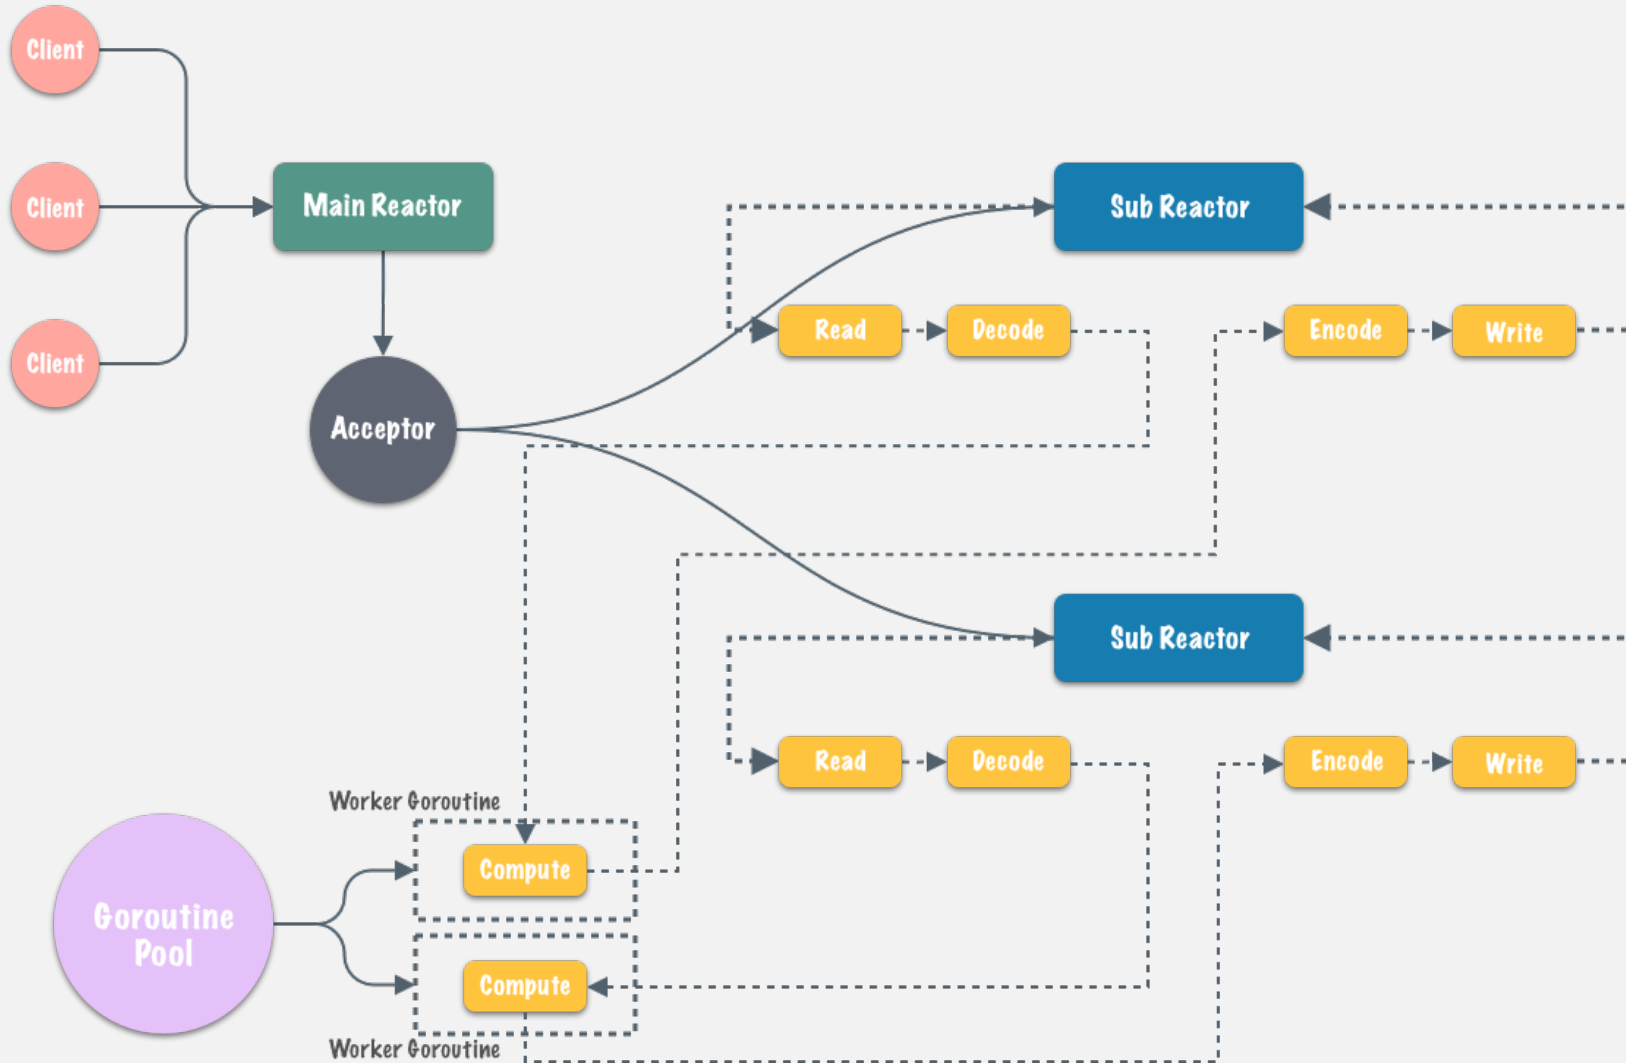 Client
Client
Main Reactor
Sub Reactor
Client
Read
Decode
Encode
Write
Acceptor
Sub Reactor
Read
Decode
Encode
Write
Worker Goroutine
Compute
Goroutine
Pool
Compute
Worker Goroutine